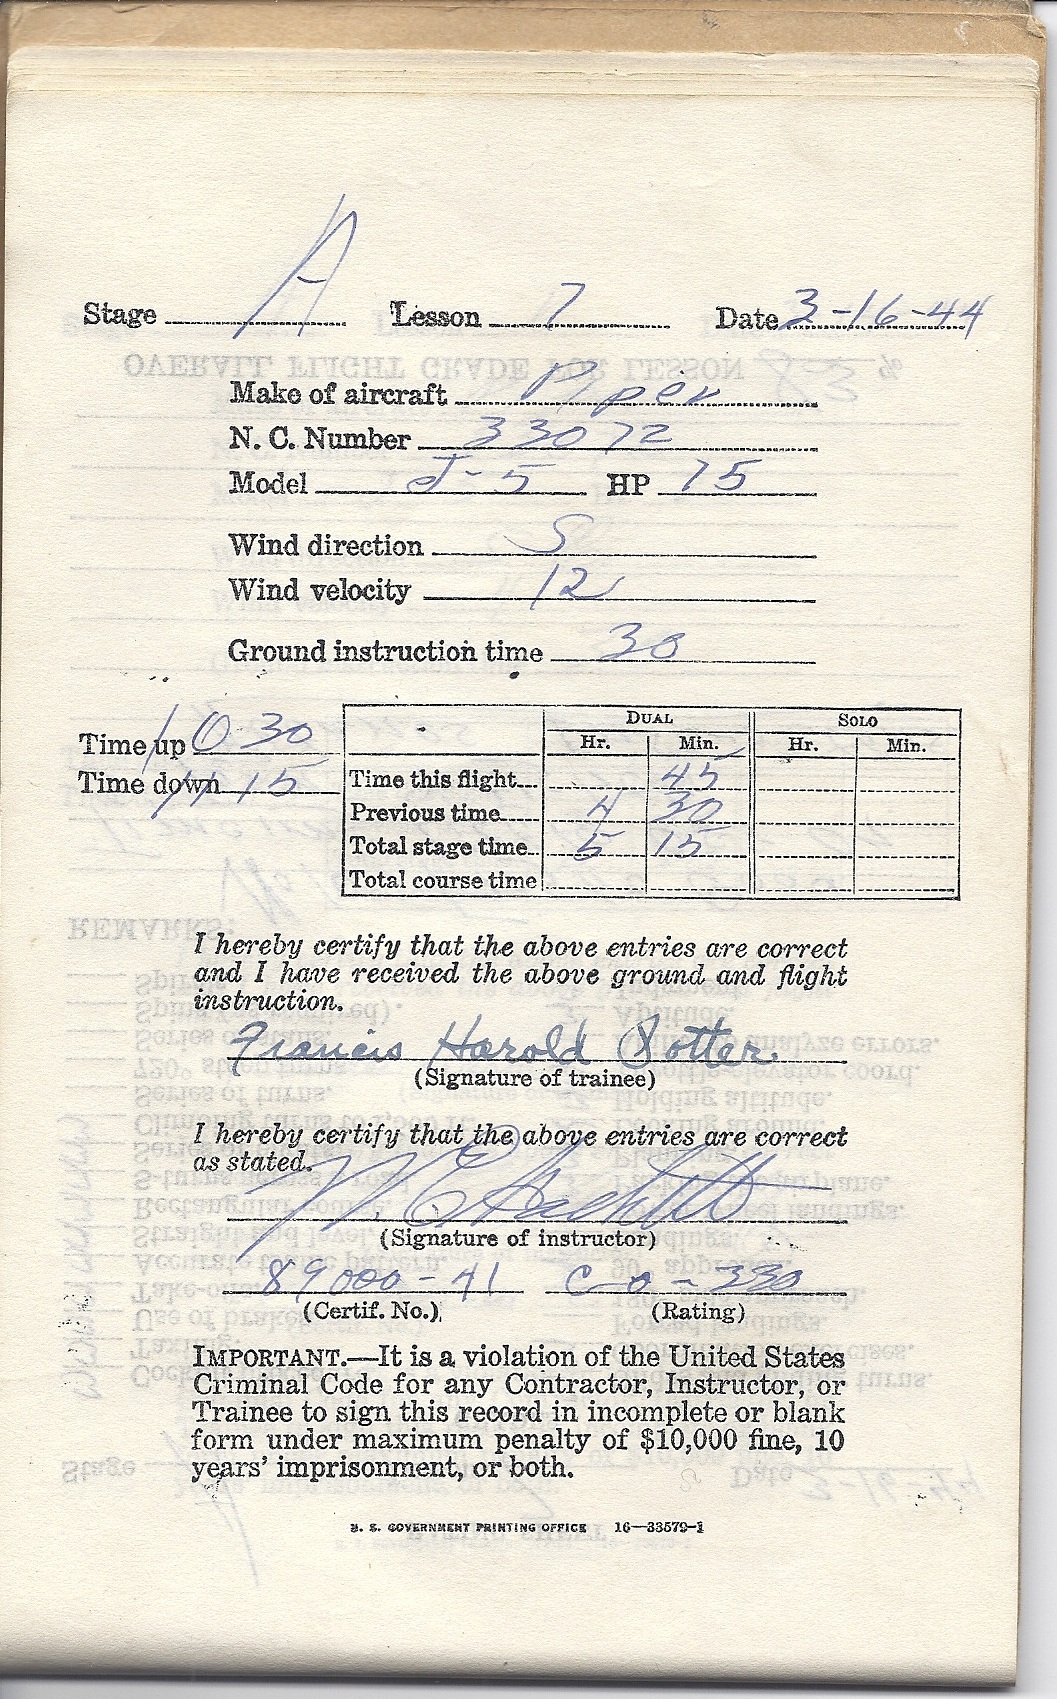 Stage A Lesson 7 Date 3-16-44
Make of aircraft Piper
N. C. Number 33072
Model J-5 HP 75
Wind direction S
Wind velocity 12
Ground instruction time 30
Time up 10 30
Time down 11 15
DUAL SOLO
Hr. Min. Hr. Min.
Time this flight 45
Previous time 4 30
Total stage time 5 15
Total course time
I hereby certify that the above entries are correct
and I have received the above ground and flight
instruction.
Francis Harold Potter
(Signature of trainee)
I hereby certify that the above entries are correct
as stated.
(Signature of instructor)
89000-41 C-O-330
(Certif. No.) (Rating)
IMPORTANT.—It is a violation of the United States
Criminal Code for any Contractor, Instructor, or
Trainee to sign this record in incomplete or blank
form under maximum penalty of $10,000 fine, 10
years' imprisonment, or both.
U. S. GOVERNMENT PRINTING OFFICE 16—33579-1